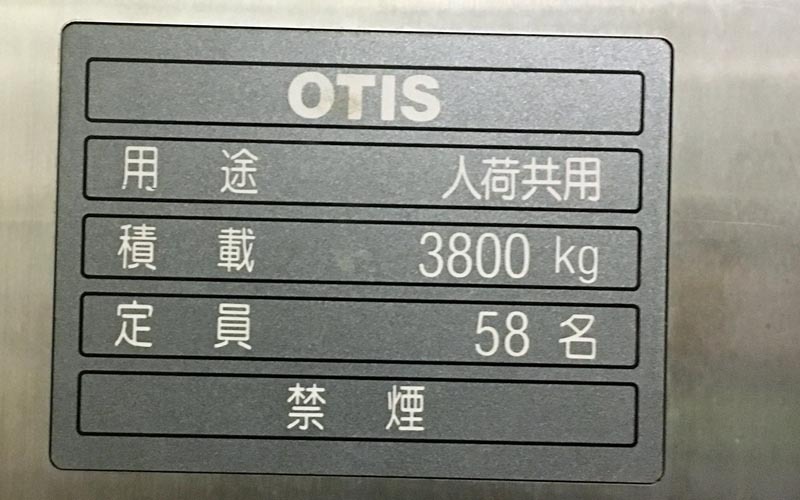 OTIS
用途 人荷共用
積載 3800 kg
定員 58 名
禁煙